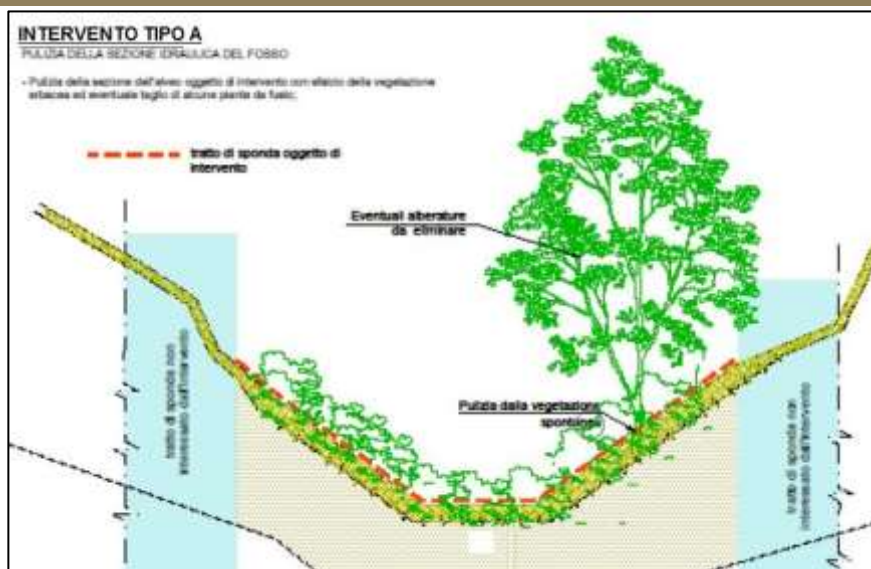 INTERVENTO TIPO A
PULIZIA DELLA SEZIONE IDRAULICA DEL FOSSO
- Pulizia della sezione dell'alveo oggetto di intervento con sfalcio della vegetazione
erbacea ed eventuale taglio di alcune piante da fusto;
tratto di sponda oggetto di
intervento
Eventuali alberature
da eliminare
tratto di sponda non
interessato dall'intervento
Pulizia dalla vegetazione
spontanea
tratto di sponda non
interessato dall'intervento